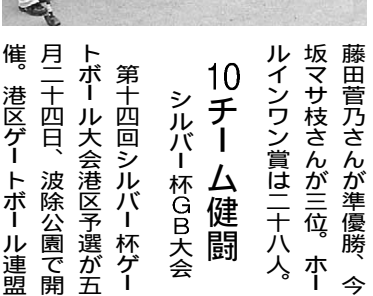 藤田菅乃さんが準優勝、今
坂マサ枝さんが三位。ホー
ルインワン賞は二十八人。
10チーム健闘
シルバー杯GB大会
第十四回シルバー杯ゲー
トボール大会港区予選が五
月二十四日、波除公園で開
催。港区ゲートボール連盟